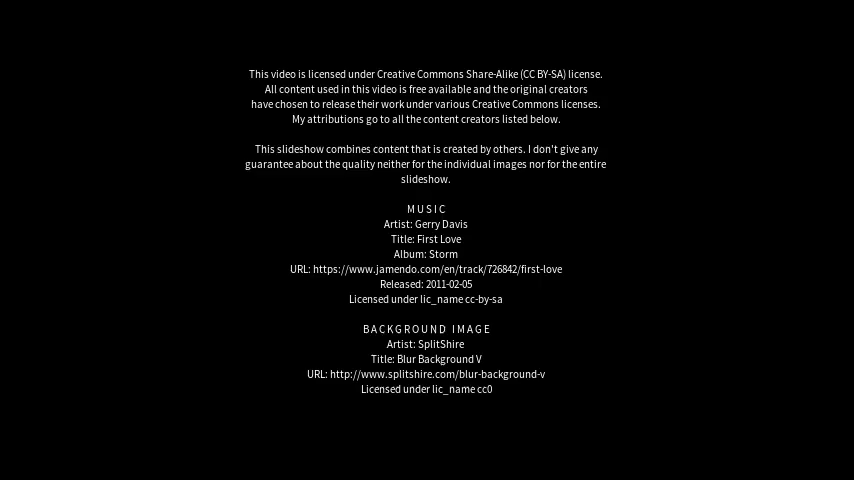 This video is licensed under Creative Commons Share-Alike (CC BY-SA) license.
All content used in this video is free available and the original creators
have chosen to release their work under various Creative Commons licenses.
My attributions go to all the content creators listed below.
This slideshow combines content that is created by others. I don't give any
guarantee about the quality neither for the individual images nor for the entire
slideshow.
MUSIC
Artist: Gerry Davis
Title: First Love
Album: Storm
URL: https://www.jamendo.com/en/track/726842/first-love
Released: 2011-02-05
Licensed under lic_name cc-by-sa
BACKGROUND IMAGE
Artist: SplitShire
Title: Blur Background V
URL: http://www.splitshire.com/blur-background-v
Licensed under lic_name cc0